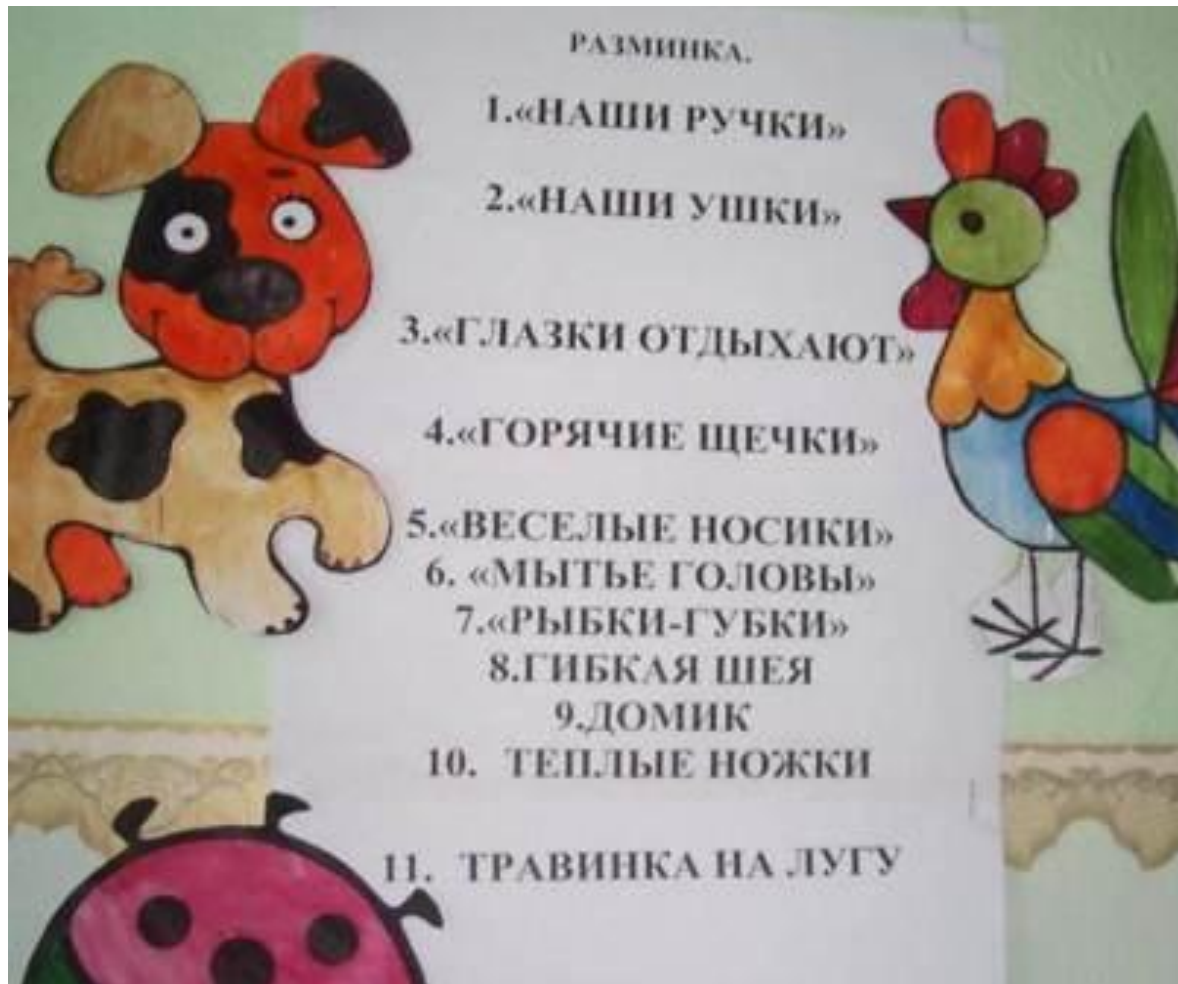 РАЗМИНКА.
1.«НАШИ РУЧКИ»
2.«НАШИ УШКИ»
3.«ГЛАЗКИ ОТДЫХАЮТ»
4.«ГОРЯЧИЕ ЩЕЧКИ»
5.«ВЕСЕЛЫЕ НОСИКИ»
6. «МЫТЬЕ ГОЛОВЫ»
7.«РЫБКИ-ГУБКИ»
8.ГИБКАЯ ШЕЯ
9.ДОМИК
10. ТЕПЛЫЕ НОЖКИ
11. ТРАВИНКА НА ЛУГУ